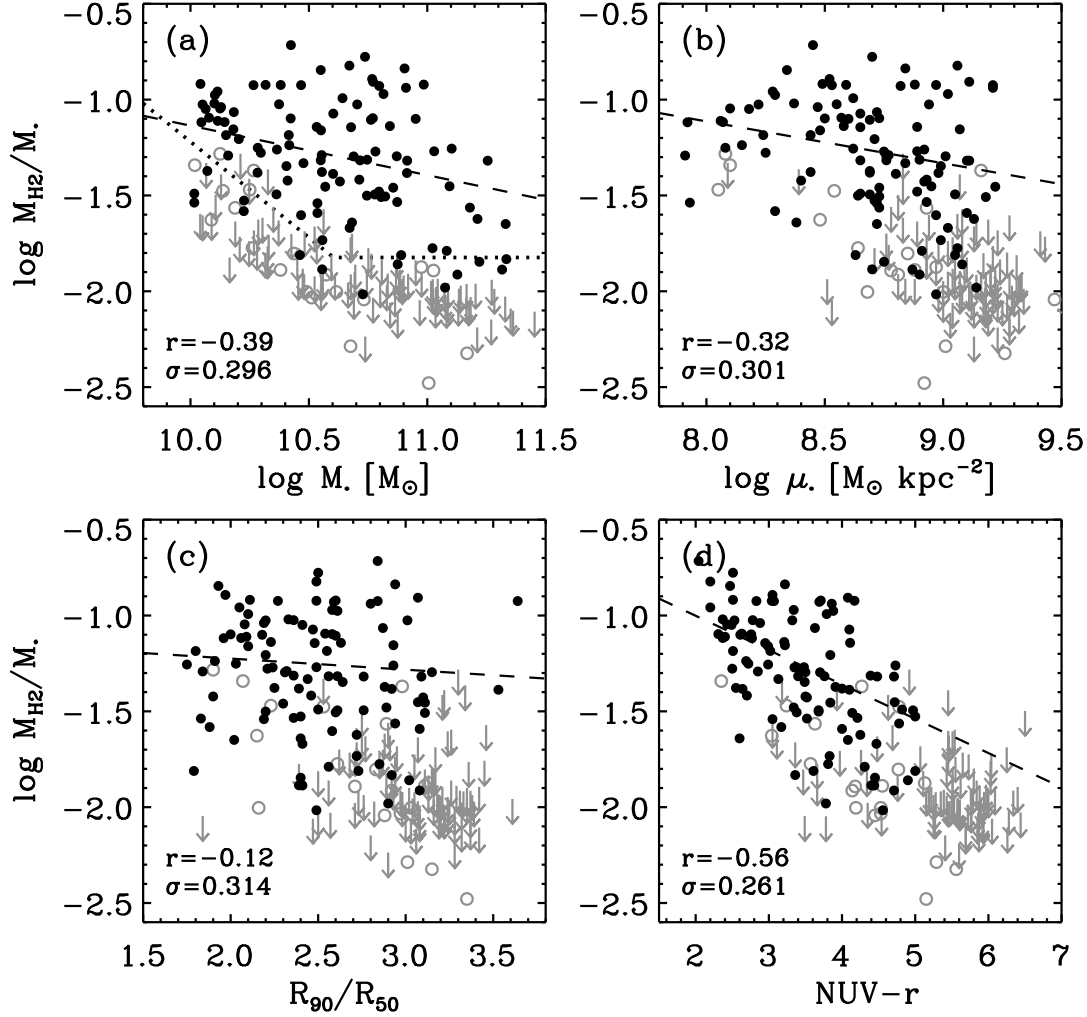 (a)
−0.5
−1.0
−1.5
−2.0
−2.5
log M_H2/M*
r=−0.39
σ=0.296
10.0 10.5 11.0 11.5
log M* [M⊙]
(b)
−0.5
−1.0
−1.5
−2.0
−2.5
r=−0.32
σ=0.301
8.0 8.5 9.0 9.5
log μ* [M⊙ kpc⁻²]
(c)
−0.5
−1.0
−1.5
−2.0
−2.5
log M_H2/M*
r=−0.12
σ=0.314
1.5 2.0 2.5 3.0 3.5
R₉₀/R₅₀
(d)
−0.5
−1.0
−1.5
−2.0
−2.5
r=−0.56
σ=0.261
2 3 4 5 6 7
NUV−r